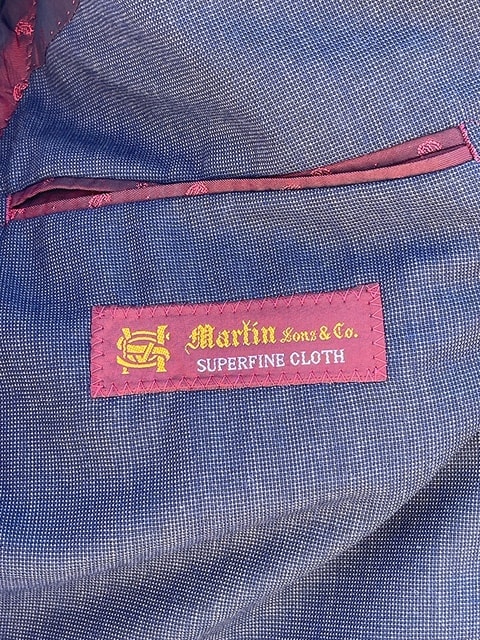 Martin Sons & Co.
SUPERFINE CLOTH